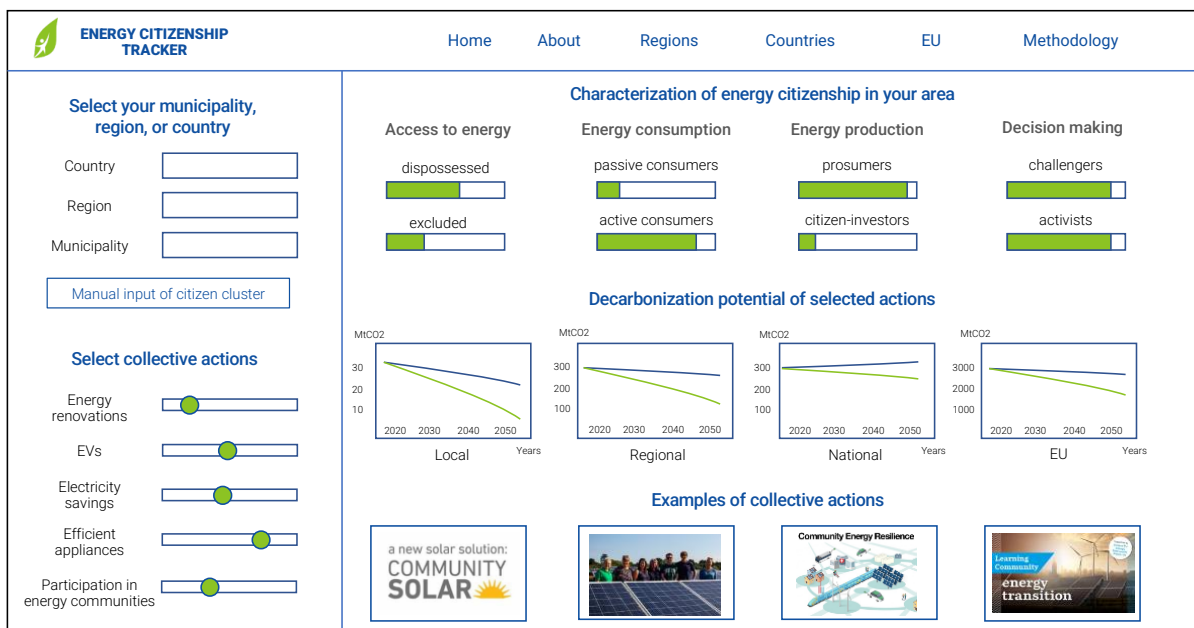 ENERGY CITIZENSHIP
TRACKER
Home
About
Regions
Countries
EU
Methodology
Select your municipality,
region, or country
Country
Region
Municipality
Manual input of citizen cluster
Select collective actions
Energy
renovations
EVs
Electricity
savings
Efficient
appliances
Participation in
energy communities
Characterization of energy citizenship in your area
Access to energy
dispossessed
excluded
Energy consumption
passive consumers
active consumers
Energy production
prosumers
citizen-investors
Decision making
challengers
activists
Decarbonization potential of selected actions
MtCO2
30
20
10
2020 2030 2040 2050
Years
Local
MtCO2
300
200
100
2020 2030 2040 2050
Regional
MtCO2
300
200
100
2020 2030 2040 2050
Years
National
MtCO2
3000
2000
1000
2020 2030 2040 2050
Years
EU
Examples of collective actions
a new solar solution:
COMMUNITY
SOLAR
Community Energy Resilience
Learning
Community
energy
transition